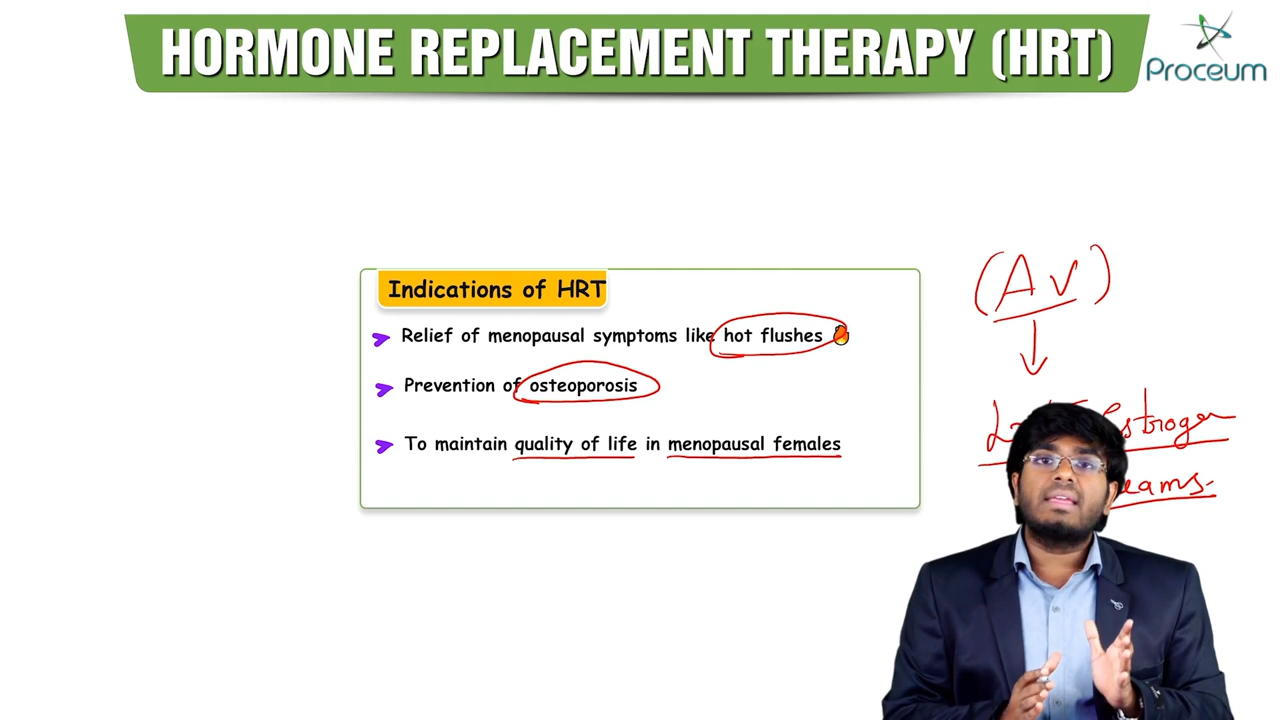 HORMONE REPLACEMENT THERAPY (HRT)
Proceum
Indications of HRT
Relief of menopausal symptoms like hot flushes
Prevention of osteoporosis
To maintain quality of life in menopausal females
(AV)